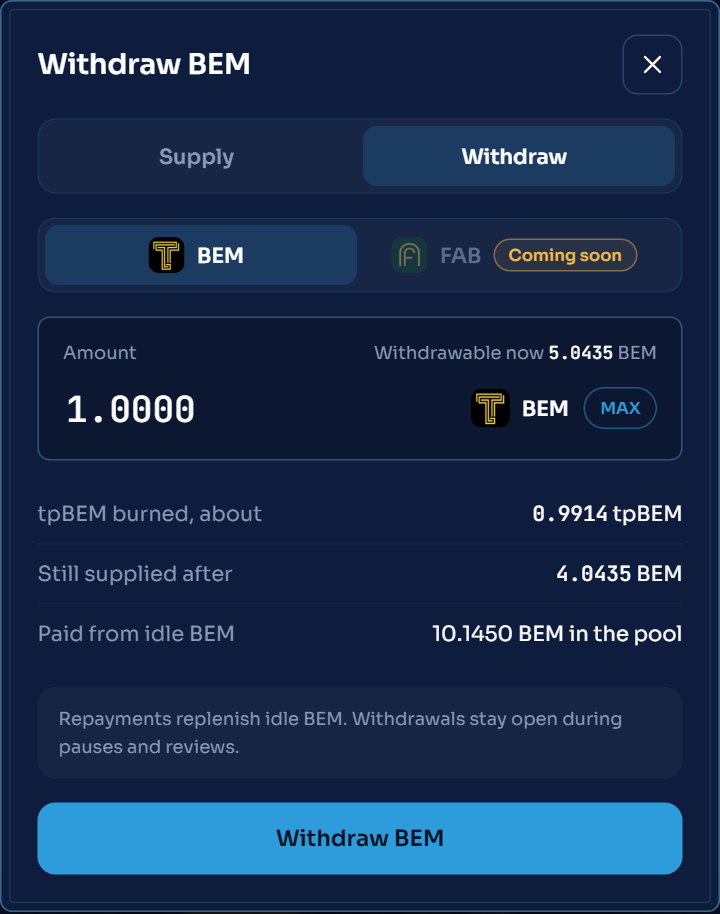 Withdraw BEM
Supply
Withdraw
BEM
FAB Coming soon
Amount
Withdrawable now 5.0435 BEM
1.0000
BEM MAX
tpBEM burned, about
0.9914 tpBEM
Still supplied after
4.0435 BEM
Paid from idle BEM
10.1450 BEM in the pool
Repayments replenish idle BEM. Withdrawals stay open during
pauses and reviews.
Withdraw BEM